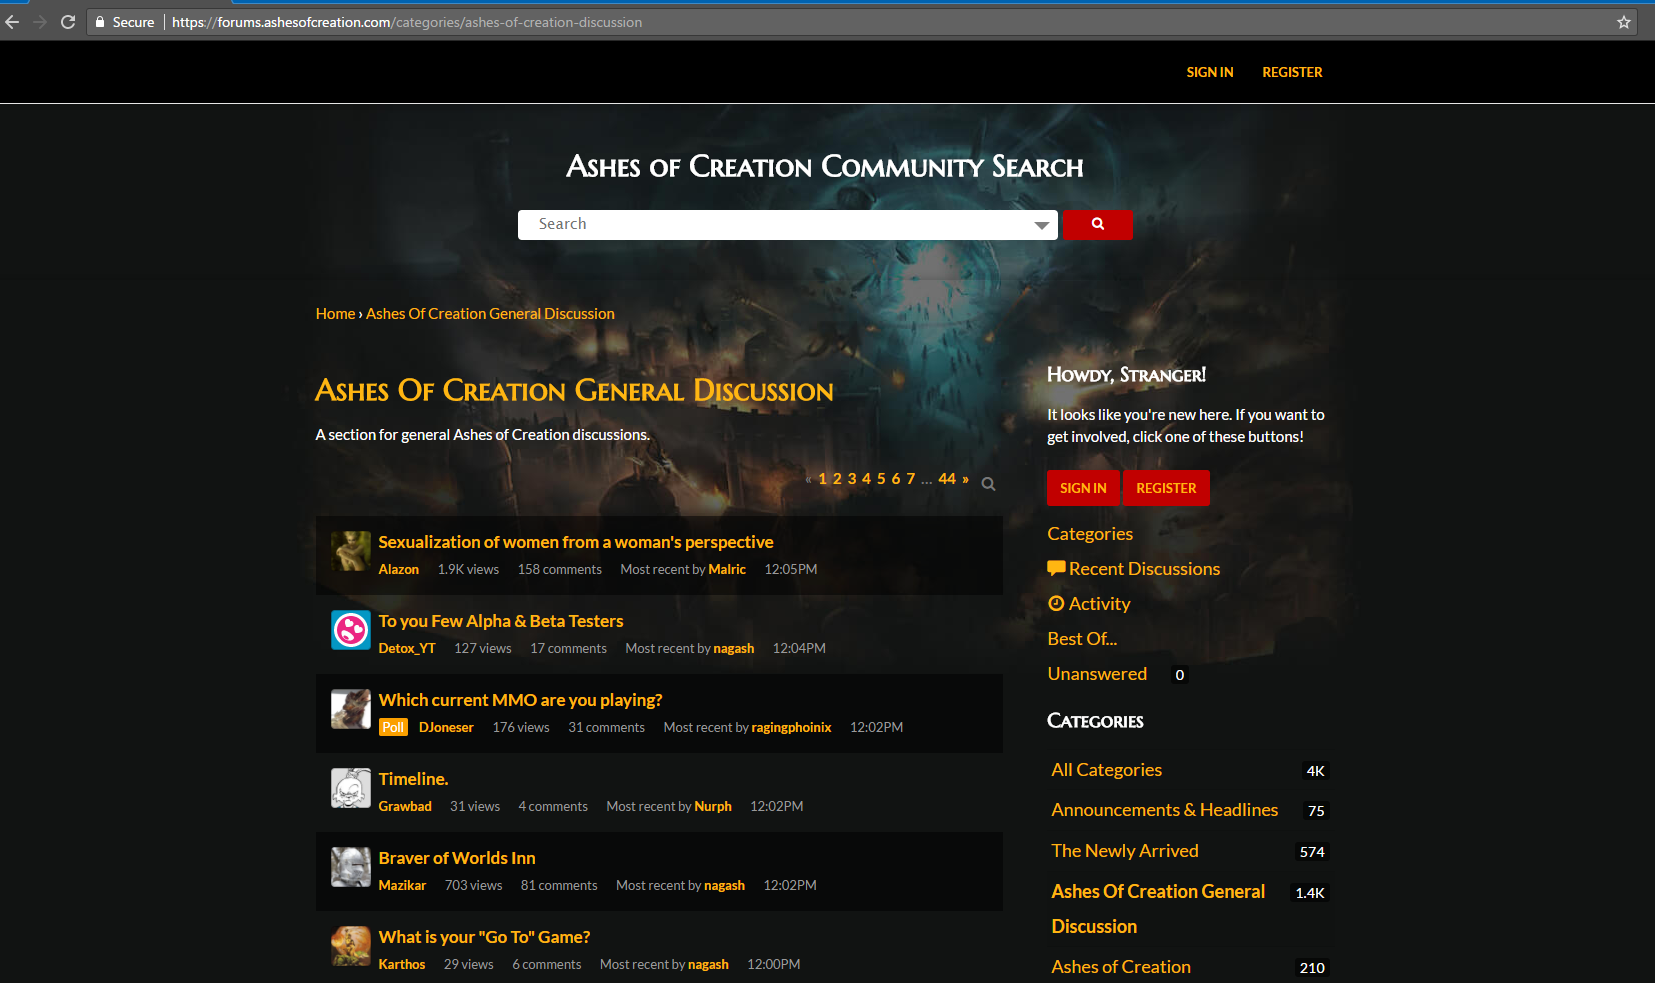 Secure | https://forums.ashesofcreation.com/categories/ashes-of-creation-discussion
SIGN IN REGISTER
Ashes of Creation Community Search
Search
Home › Ashes Of Creation General Discussion
Ashes Of Creation General Discussion
A section for general Ashes of Creation discussions.
« 1 2 3 4 5 6 7 … 44 »
Sexualization of women from a woman's perspective
Alazon 1.9K views 158 comments Most recent by Malric 12:05PM
To you Few Alpha & Beta Testers
Detox_YT 127 views 17 comments Most recent by nagash 12:04PM
Which current MMO are you playing?
Poll DJoneser 176 views 31 comments Most recent by ragingphoinix 12:02PM
Timeline.
Grawbad 31 views 4 comments Most recent by Nurph 12:02PM
Braver of Worlds Inn
Mazikar 703 views 81 comments Most recent by nagash 12:02PM
What is your "Go To" Game?
Karthos 29 views 6 comments Most recent by nagash 12:00PM
Howdy, Stranger!
It looks like you're new here. If you want to
get involved, click one of these buttons!
SIGN IN REGISTER
Categories
Recent Discussions
Activity
Best Of...
Unanswered 0
Categories
All Categories 4K
Announcements & Headlines 75
The Newly Arrived 574
Ashes Of Creation General 1.4K
Discussion
Ashes of Creation 210